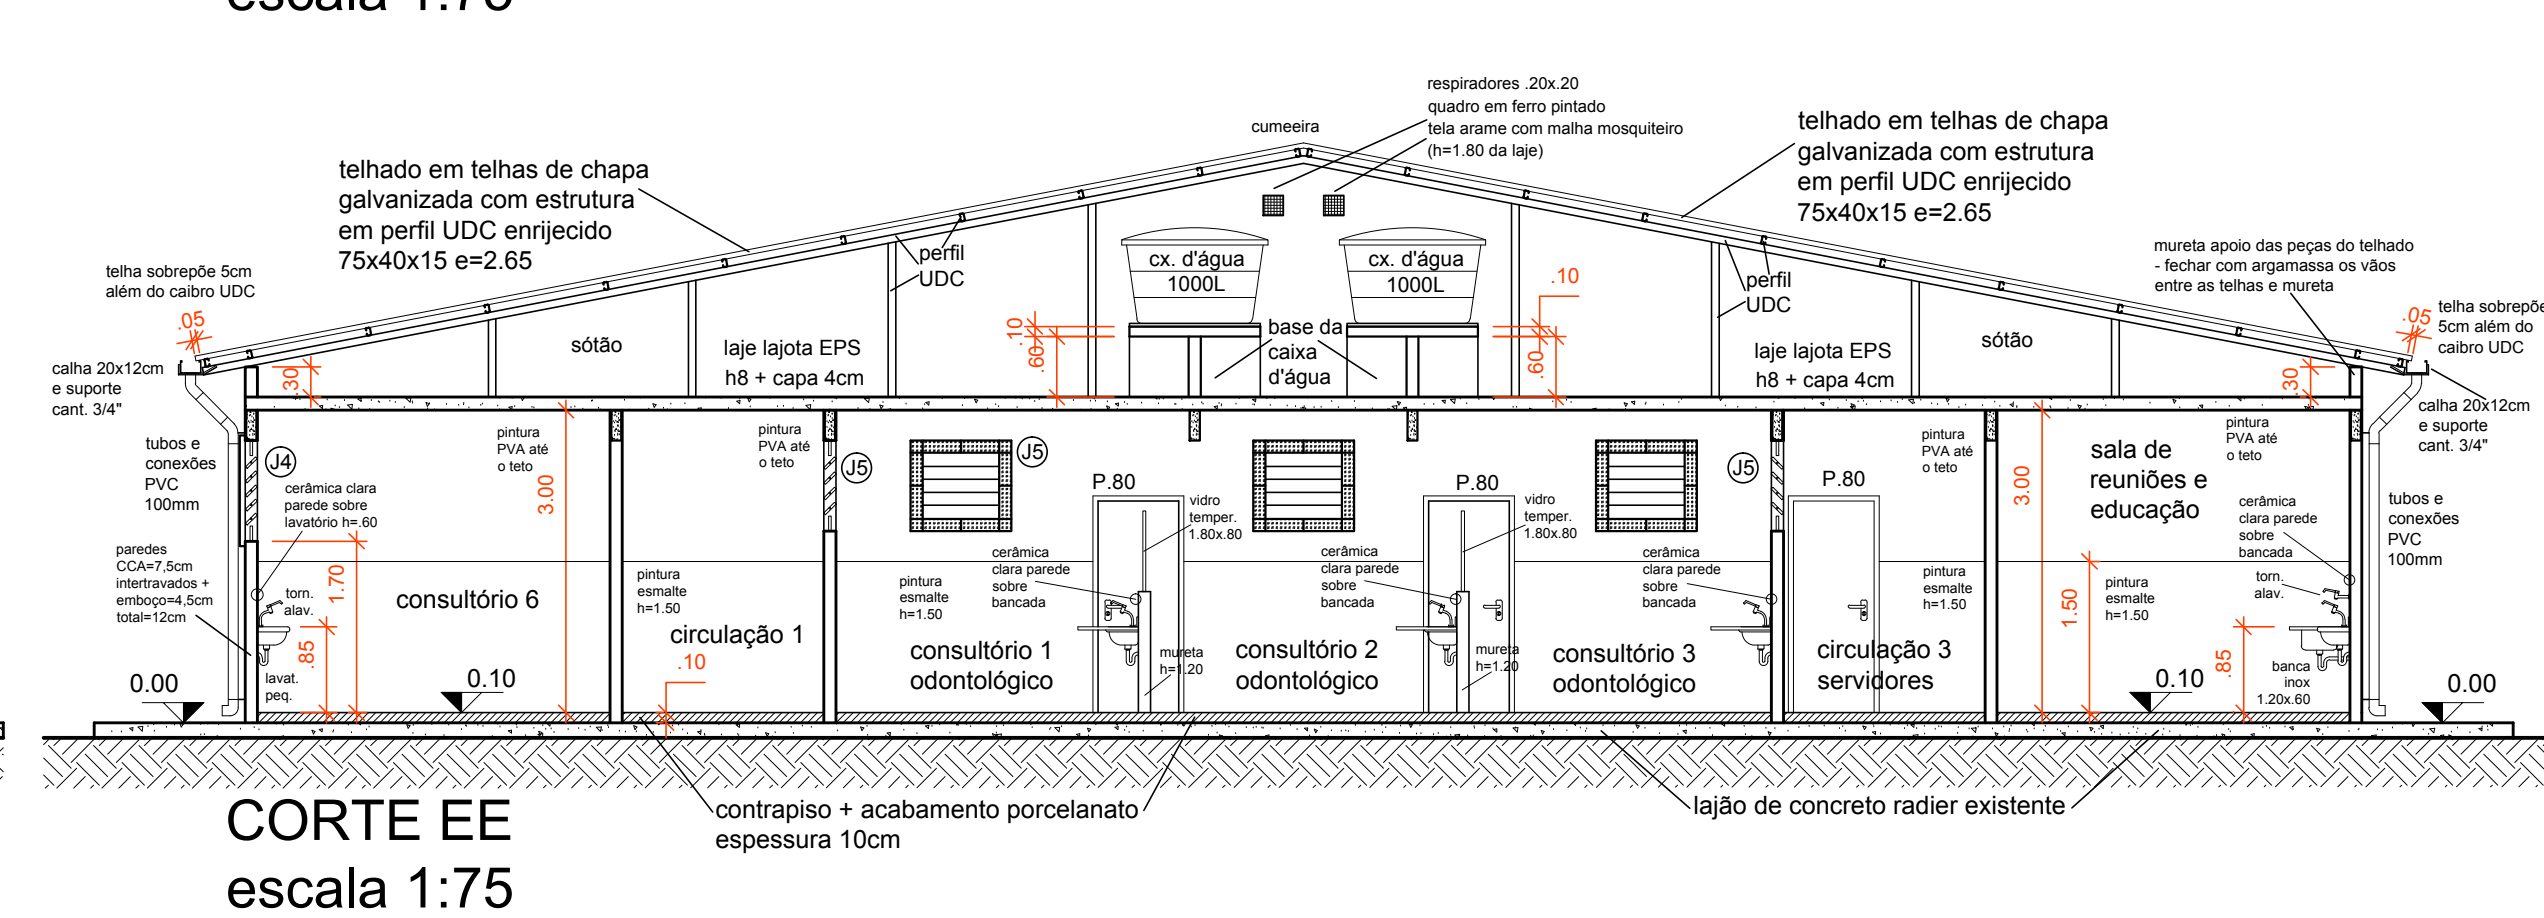 respiradores .20x.20
quadro em ferro pintado
tela arame com malha mosquiteiro
(h=1.80 da laje)
cumeeira
telhado em telhas de chapa
galvanizada com estrutura
em perfil UDC enrijecido
75x40x15 e=2.65
telhado em telhas de chapa
galvanizada com estrutura
em perfil UDC enrijecido
75x40x15 e=2.65
telha sobrepõe 5cm
além do caibro UDC
.05
calha 20x12cm
e suporte
cant. 3/4"
.30
sótão
laje lajota EPS
h8 + capa 4cm
perfil
UDC
.10
.60
cx. d'água
1000L
base da
caixa
d'água
cx. d'água
1000L
.10
.60
perfil
UDC
laje lajota EPS
h8 + capa 4cm
sótão
mureta apoio das peças do telhado
- fechar com argamassa os vãos
entre as telhas e mureta
.30
.05
telha sobrepõe
5cm além do
caibro UDC
calha 20x12cm
e suporte
cant. 3/4"
tubos e
conexões
PVC
100mm
J4
cerâmica clara
parede sobre
lavatório h=.60
paredes
CCA=7,5cm
intertravados +
emboço=4,5cm
total=12cm
torn.
alav.
lavat.
peq.
.85
1.70
pintura
PVA até
o teto
3.00
consultório 6
0.00
0.10
pintura
PVA até
o teto
pintura
esmalte
h=1.50
circulação 1
.10
J5
J5
pintura
esmalte
h=1.50
cerâmica
clara parede
sobre
bancada
P.80
vidro
temper.
1.80x.80
mureta
h=1.20
consultório 1
odontológico
cerâmica
clara parede
sobre
bancada
P.80
vidro
temper.
1.80x.80
mureta
h=1.20
consultório 2
odontológico
cerâmica
clara parede
sobre
bancada
consultório 3
odontológico
J5
P.80
pintura
PVA até
o teto
pintura
esmalte
h=1.50
circulação 3
servidores
3.00
sala de
reuniões e
educação
pintura
PVA até
o teto
1.50
pintura
esmalte
h=1.50
cerâmica
clara parede
sobre
bancada
torn.
alav.
.85
banca
inox
1.20x.60
0.10
tubos e
conexões
PVC
100mm
0.00
contrapiso + acabamento porcelanato
espessura 10cm
lajão de concreto radier existente
CORTE EE
escala 1:75